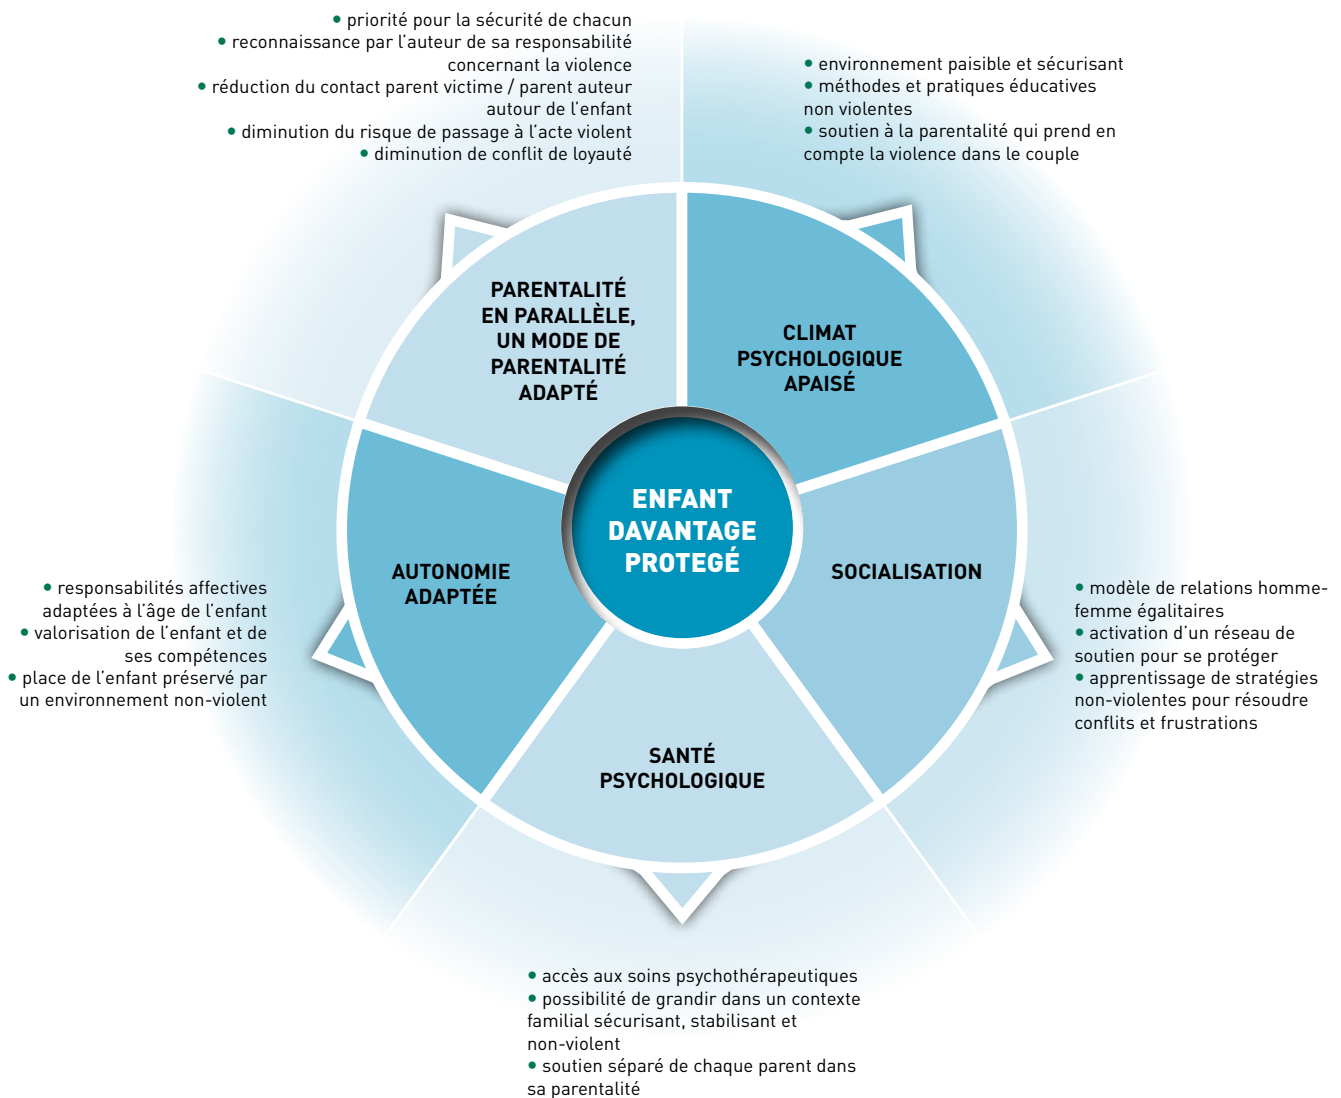 • priorité pour la sécurité de chacun
• reconnaissance par l'auteur de sa responsabilité
concernant la violence
• réduction du contact parent victime / parent auteur
autour de l'enfant
• diminution du risque de passage à l'acte violent
• diminution de conflit de loyauté
• environnement paisible et sécurisant
• méthodes et pratiques éducatives
non violentes
• soutien à la parentalité qui prend en
compte la violence dans le couple
PARENTALITÉ
EN PARALLÈLE,
UN MODE DE
PARENTALITÉ
ADAPTÉ
CLIMAT
PSYCHOLOGIQUE
APAISÉ
ENFANT
DAVANTAGE
PROTEGÉ
AUTONOMIE
ADAPTÉE
SOCIALISATION
• responsabilités affectives
adaptées à l'âge de l'enfant
• valorisation de l'enfant et de
ses compétences
• place de l'enfant préservé par
un environnement non-violent
• modèle de relations homme-
femme égalitaires
• activation d'un réseau de
soutien pour se protéger
• apprentissage de stratégies
non-violentes pour résoudre
conflits et frustrations
SANTÉ
PSYCHOLOGIQUE
• accès aux soins psychothérapeutiques
• possibilité de grandir dans un contexte
familial sécurisant, stabilisant et
non-violent
• soutien séparé de chaque parent dans
sa parentalité